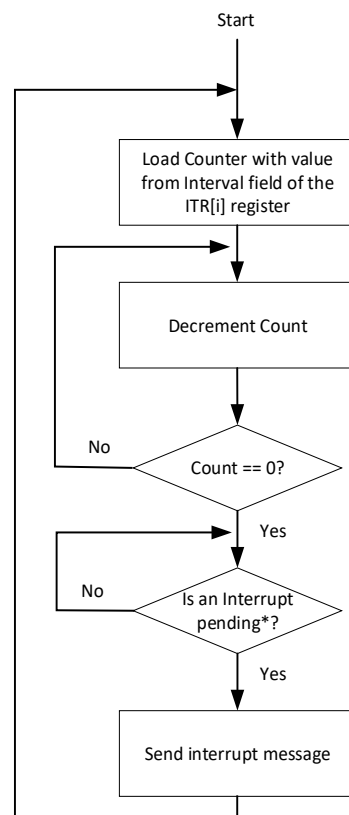 Start
Load Counter with value
from Interval field of the
ITR[i] register
Decrement Count
No
Count == 0?
Yes
No
Is an Interrupt
pending*?
Yes
Send interrupt message